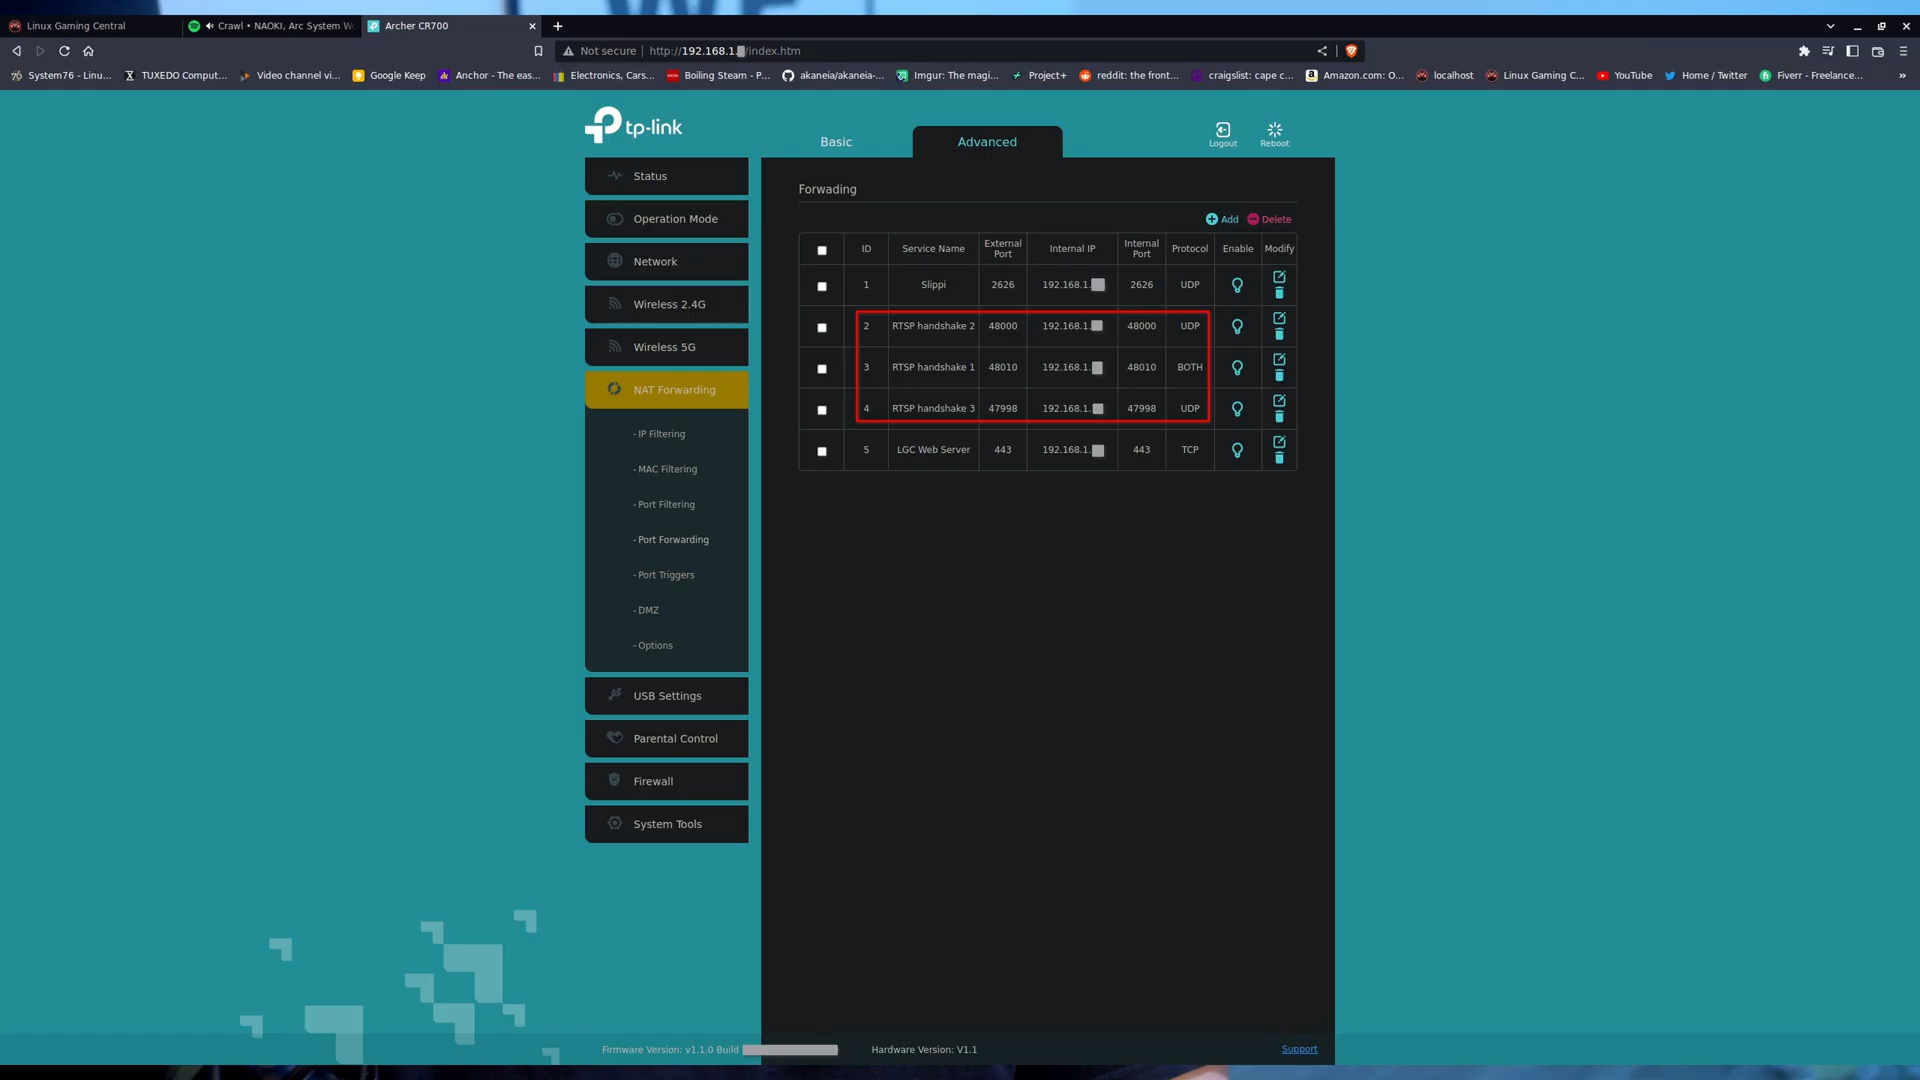 Linux Gaming Central
Crawl • NAOKI, Arc System W
Archer CR700
Not secure
http://192.168.1. /index.htm
System76 - Linu...
TUXEDO Comput...
Video channel vi...
Google Keep
Anchor - The eas...
Electronics, Cars...
Boiling Steam - P...
akaneia/akaneia-...
Imgur: The magi...
Project+
reddit: the front...
craigslist: cape c...
Amazon.com: O...
localhost
Linux Gaming C...
YouTube
Home / Twitter
Fiverr - Freelance...
tp-link
Basic
Advanced
Logout
Reboot
Status
Operation Mode
Network
Wireless 2.4G
Wireless 5G
NAT Forwarding
- IP Filtering
- MAC Filtering
- Port Filtering
- Port Forwarding
- Port Triggers
- DMZ
- Options
USB Settings
Parental Control
Firewall
System Tools
Forwading
Add Delete
ID Service Name External Port Internal IP Internal Port Protocol Enable Modify
1 Slippi 2626 192.168.1. 2626 UDP
2 RTSP handshake 2 48000 192.168.1. 48000 UDP
3 RTSP handshake 1 48010 192.168.1. 48010 BOTH
4 RTSP handshake 3 47998 192.168.1. 47998 UDP
5 LGC Web Server 443 192.168.1. 443 TCP
Firmware Version: v1.1.0 Build
Hardware Version: V1.1
Support